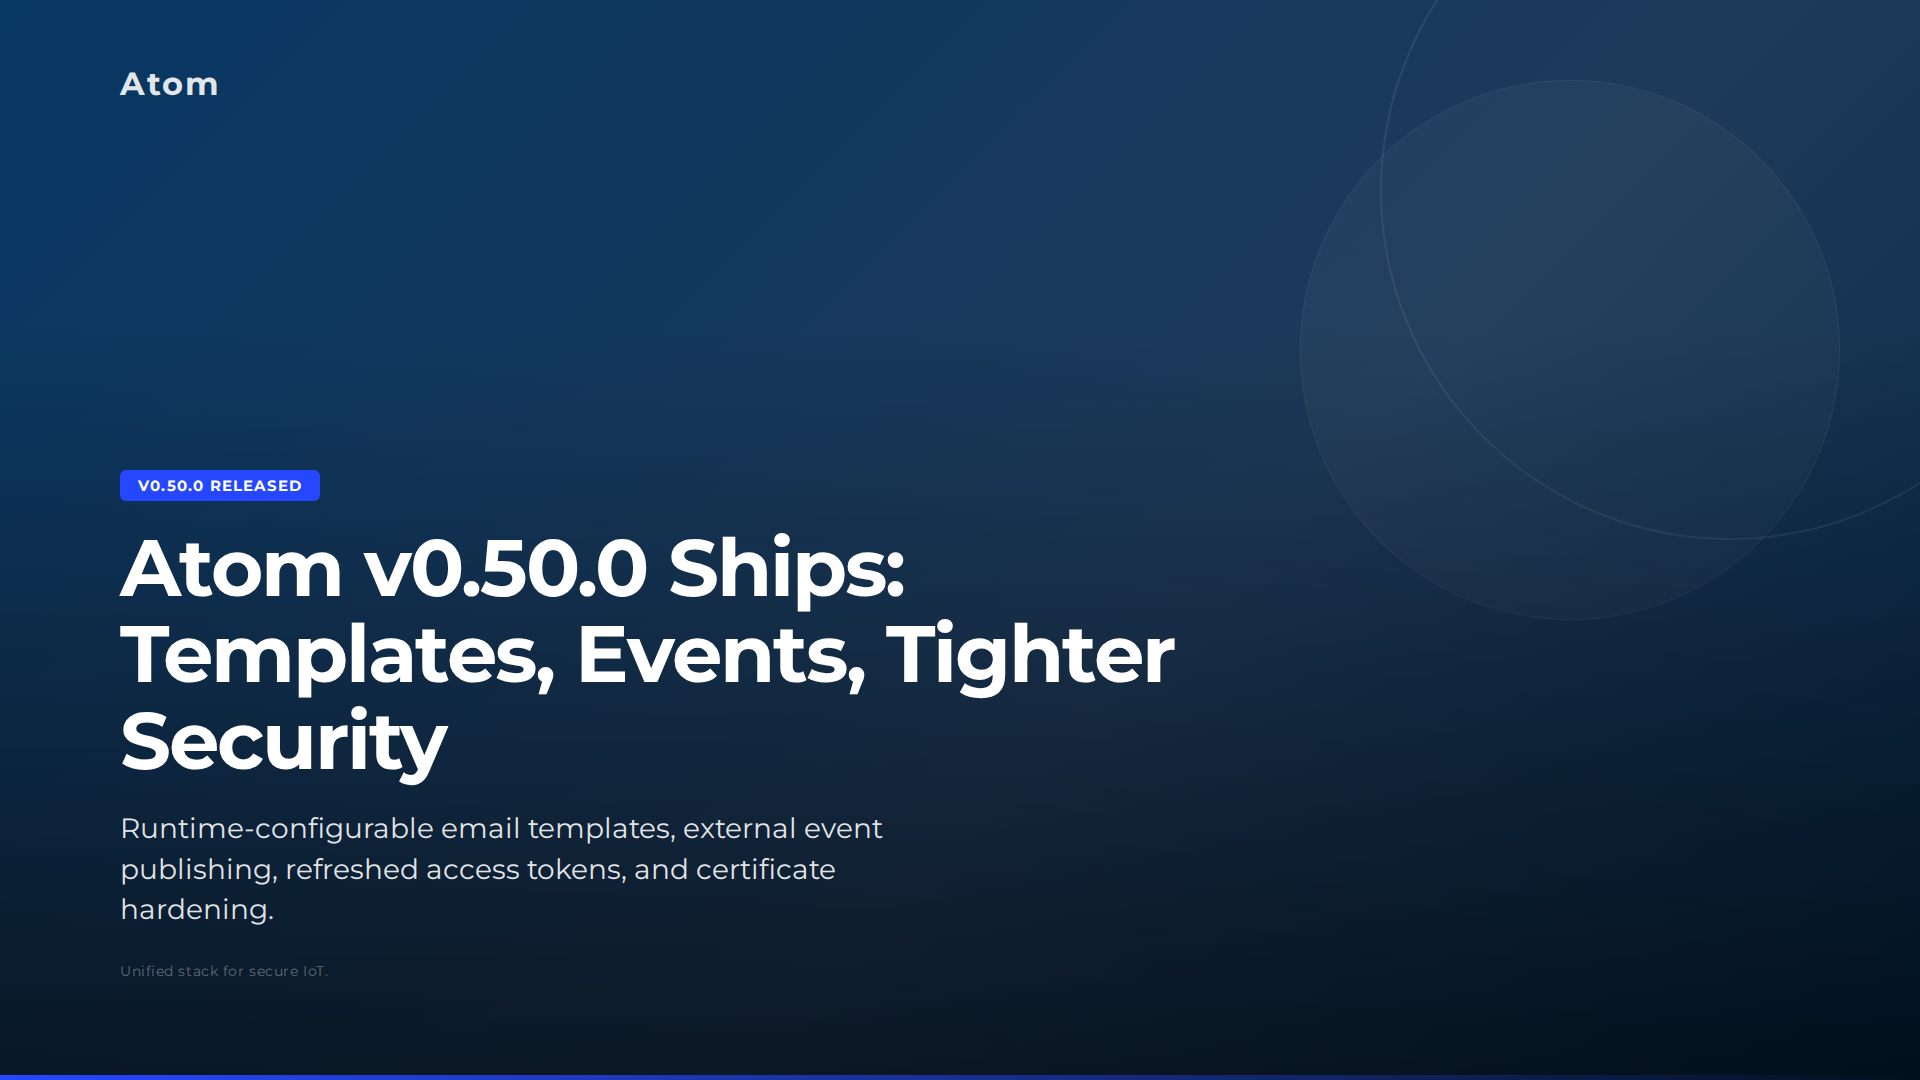 Atom
V0.50.0 RELEASED
Atom v0.50.0 Ships:
Templates, Events, Tighter
Security
Runtime-configurable email templates, external event
publishing, refreshed access tokens, and certificate
hardening.
Unified stack for secure IoT.